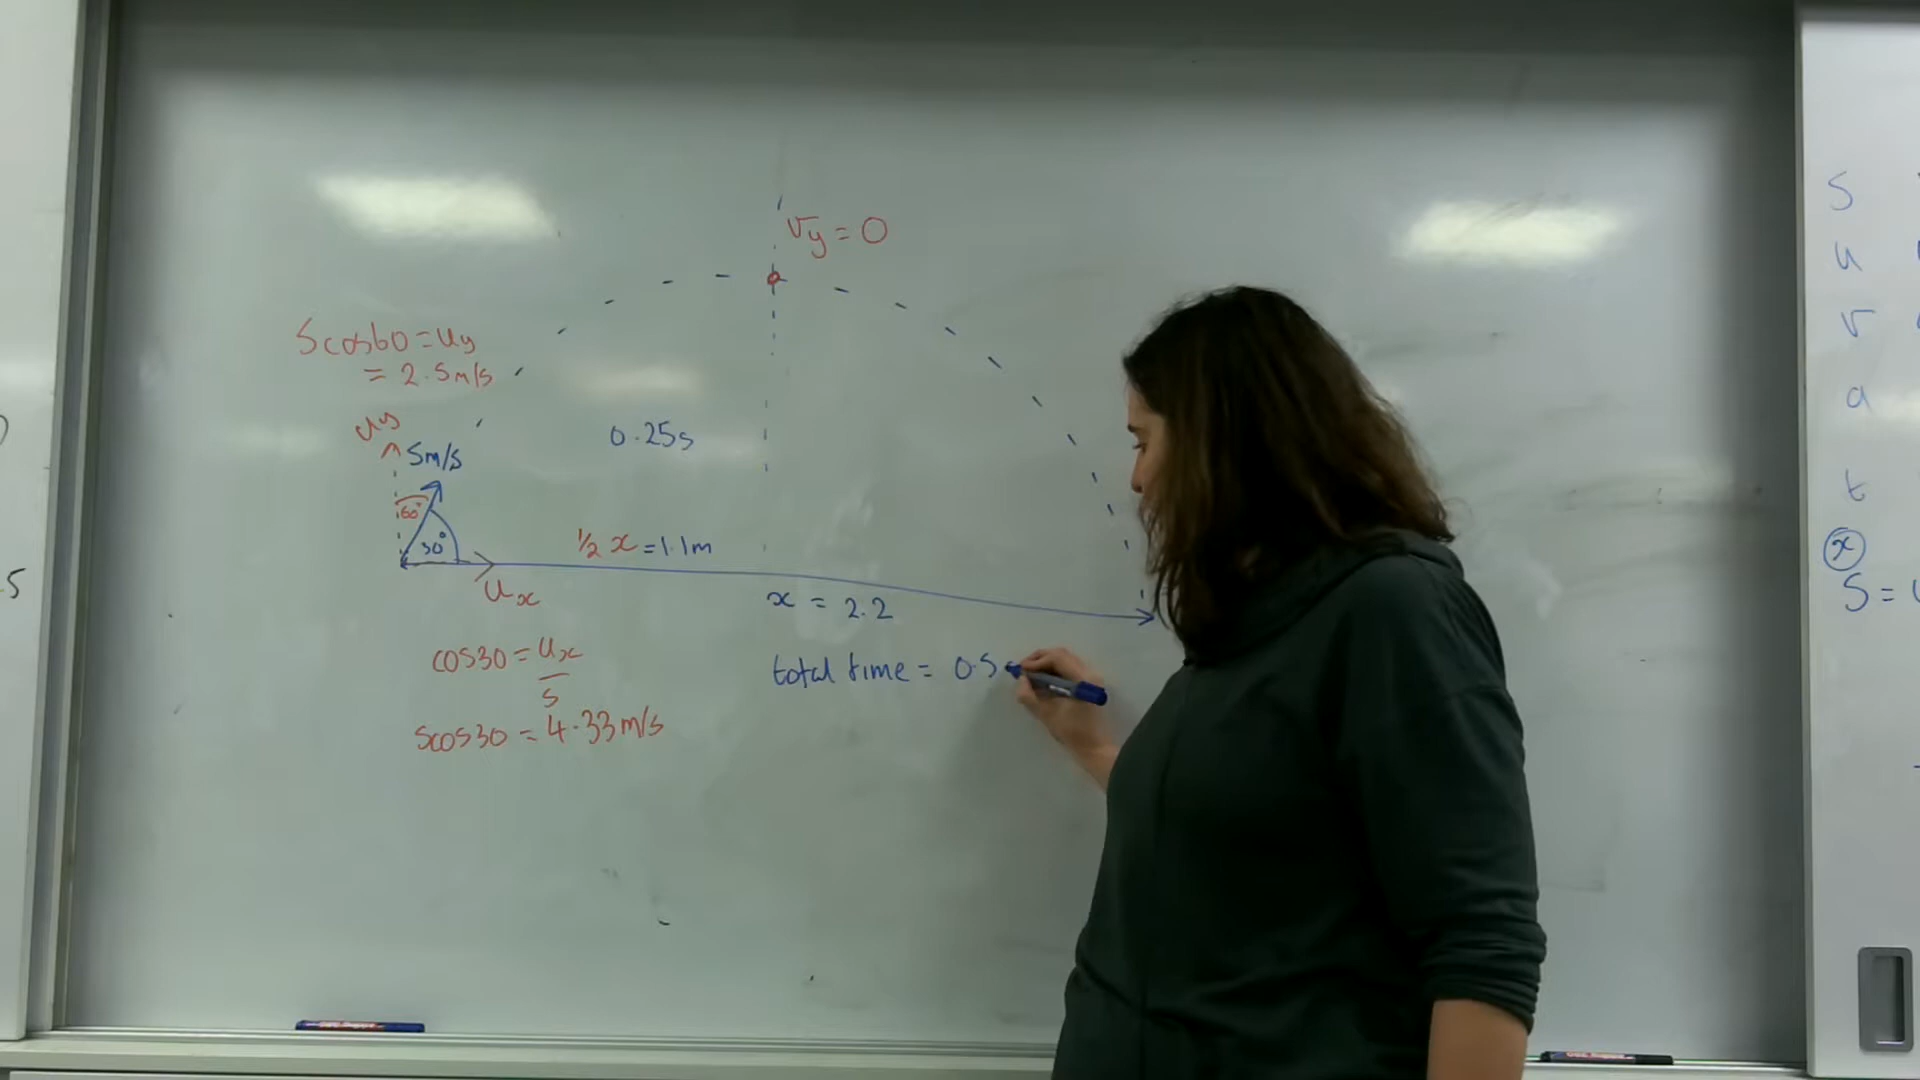 vy = 0
5cos60 = uy
= 2.5m/s
uy
5m/s
60°
30°
0.25s
½ x = 1.1m
ux
x = 2.2
cos30 = ux
5
5cos30 = 4.33m/s
total time = 0.5
s
u
v
a
t
x
S =
.5